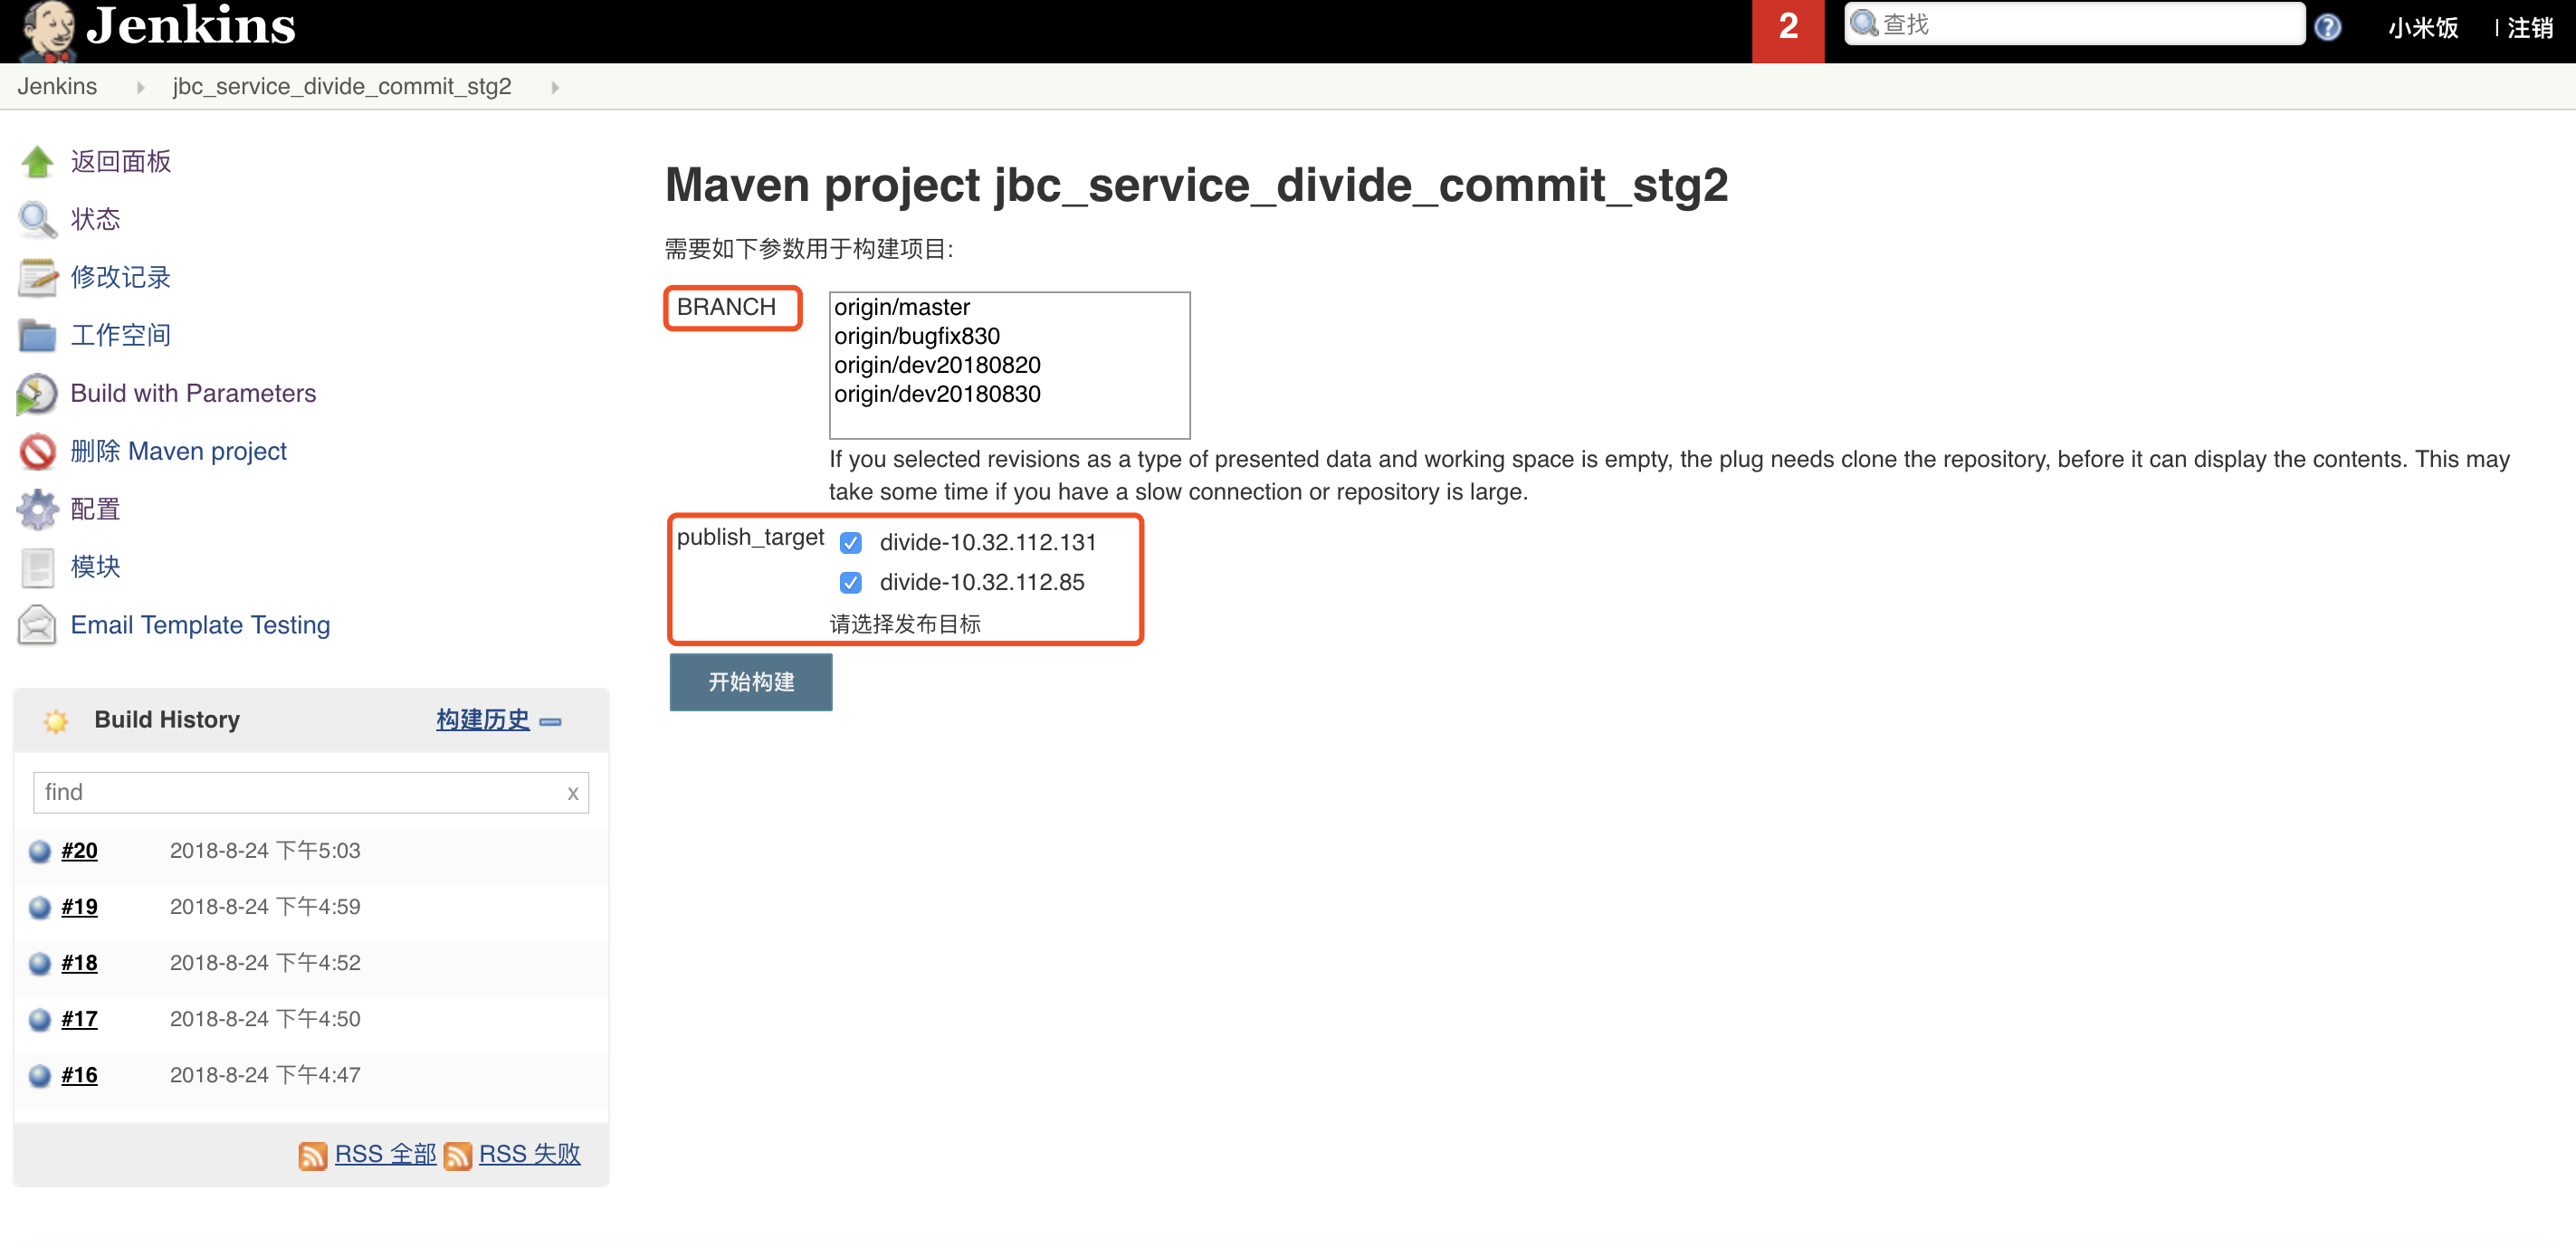 Jenkins
2
查找
小米饭
| 注销
Jenkins
jbc_service_divide_commit_stg2
返回面板
状态
修改记录
工作空间
Build with Parameters
删除 Maven project
配置
模块
Email Template Testing
Build History
构建历史
find
x
#20 2018-8-24 下午5:03
#19 2018-8-24 下午4:59
#18 2018-8-24 下午4:52
#17 2018-8-24 下午4:50
#16 2018-8-24 下午4:47
RSS 全部 RSS 失败
Maven project jbc_service_divide_commit_stg2
需要如下参数用于构建项目:
BRANCH
origin/master
origin/bugfix830
origin/dev20180820
origin/dev20180830
If you selected revisions as a type of presented data and working space is empty, the plug needs clone the repository, before it can display the contents. This may
take some time if you have a slow connection or repository is large.
publish_target
divide-10.32.112.131
divide-10.32.112.85
请选择发布目标
开始构建